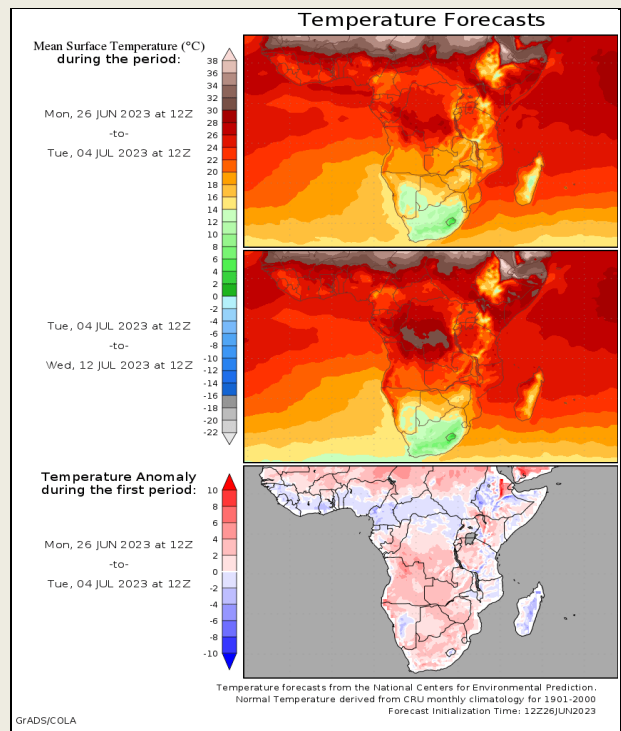 Temperature Forecasts
Mean Surface Temperature (°C)
during the period:
Mon, 26 JUN 2023 at 12Z
-to-
Tue, 04 JUL 2023 at 12Z
38
36
34
32
30
28
26
24
22
20
18
16
14
12
10
8
6
4
2
0
-2
-4
-6
-8
-10
-12
-14
-16
-18
-20
-22
Tue, 04 JUL 2023 at 12Z
-to-
Wed, 12 JUL 2023 at 12Z
Temperature Anomaly
during the first period:
Mon, 26 JUN 2023 at 12Z
-to-
Tue, 04 JUL 2023 at 12Z
10
8
6
4
2
0
-2
-4
-6
-8
-10
Temperature forecasts from the National Centers for Environmental Prediction.
Normal Temperature derived from CRU monthly climatology for 1901-2000
Forecast Initialization Time: 12Z26JUN2023
GrADS/COLA